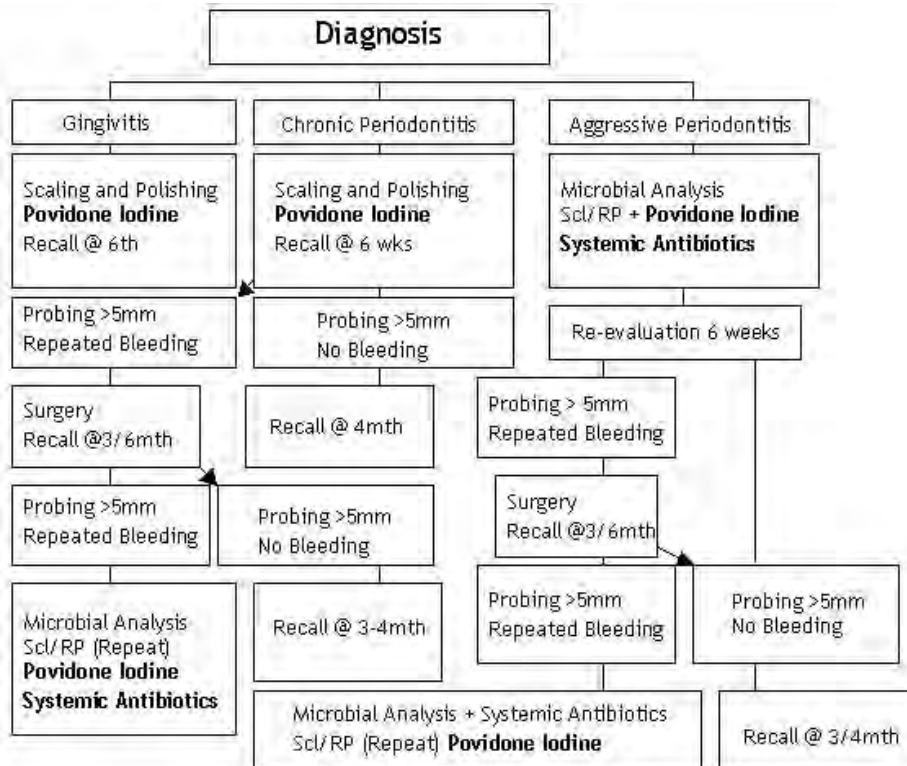 Diagnosis
Gingivitis
Chronic Periodontitis
Aggressive Periodontitis
Scaling and Polishing
Povidone Iodine
Recall @ 6th
Scaling and Polishing
Povidone Iodine
Recall @ 6 wks
Microbial Analysis
Scl/RP + Povidone Iodine
Systemic Antibiotics
Probing >5mm
Repeated Bleeding
Probing >5mm
No Bleeding
Re-evaluation 6 weeks
Surgery
Recall @3/6mth
Recall @ 4mth
Probing > 5mm
Repeated Bleeding
Probing >5mm
Repeated Bleeding
Probing >5mm
No Bleeding
Surgery
Recall @3/6mth
Microbial Analysis
Scl/RP (Repeat)
Povidone Iodine
Systemic Antibiotics
Recall @ 3-4mth
Probing >5mm
Repeated Bleeding
Probing >5mm
No Bleeding
Microbial Analysis + Systemic Antibiotics
Scl/RP (Repeat) Povidone Iodine
Recall @ 3/4mth